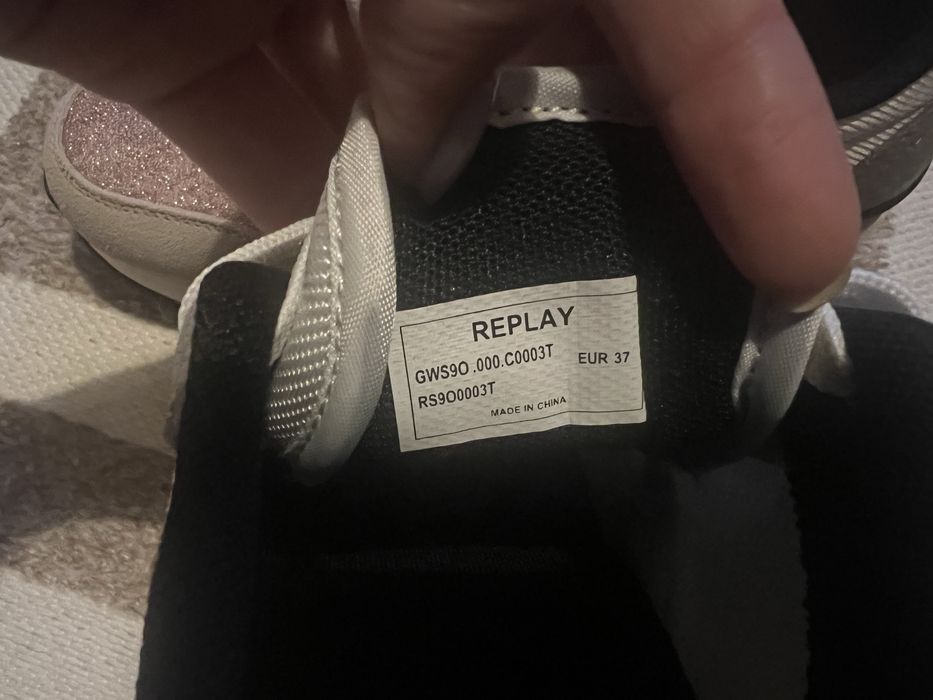 REPLAY
GWS9O .000.C0003T EUR 37
RS9O0003T
MADE IN CHINA